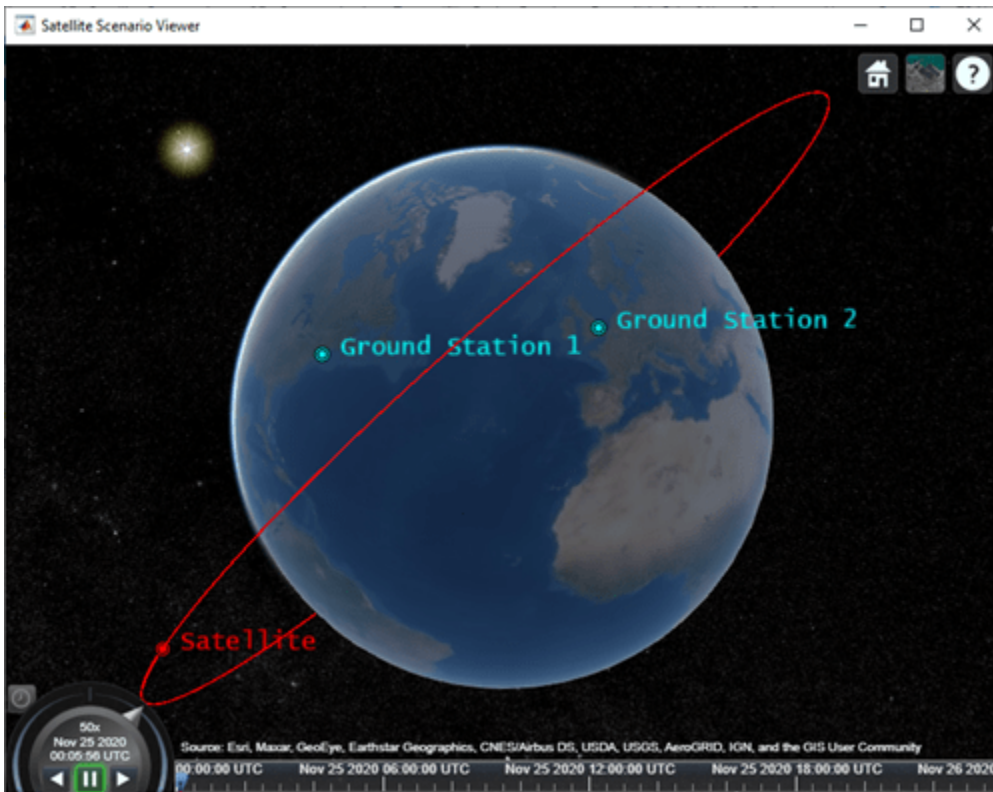 Satellite Scenario Viewer
?
Ground Station 2
Ground Station 1
Satellite
50x
Nov 25 2020
00:05:56 UTC
Source: Esri, Maxar, GeoEye, Earthstar Geographics, CNES/Airbus DS, USDA, USGS, AeroGRID, IGN, and the GIS User Community
00:00:00 UTC Nov 25 2020 06:00:00 UTC Nov 25 2020 12:00:00 UTC Nov 25 2020 18:00:00 UTC Nov 26 2020